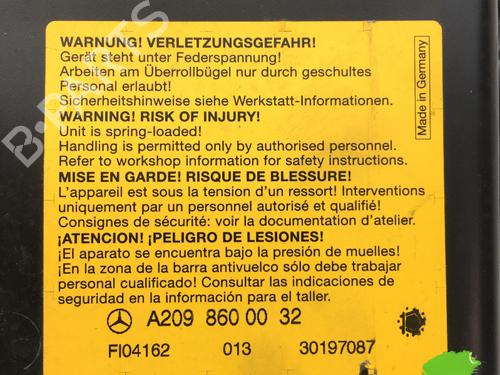 WARNUNG! VERLETZUNGSGEFAHR!
Gerät steht unter Federspannung!
Arbeiten am Überrollbügel nur durch geschultes
Personal erlaubt!
Sicherheitshinweise siehe Werkstatt-Informationen.
WARNING! RISK OF INJURY!
Unit is spring-loaded!
Handling is permitted only by authorised personnel.
Refer to workshop information for safety instructions.
MISE EN GARDE! RISQUE DE BLESSURE!
L'appareil est sous la tension d'un ressort! Interventions
uniquement par un personnel autorisé et qualifié!
Consignes de sécurité: voir la documentation d'atelier.
¡ATENCION! ¡PELIGRO DE LESIONES!
¡El aparato se encuentra bajo la presión de muelles!
¡En la zona de la barra antivuelco sólo debe trabajar
personal cualificado! Consultar las indicaciones de
seguridad en la información para el taller.
A209 860 00 32
FI04162 013 30197087
Made in Germany
B-PARTS